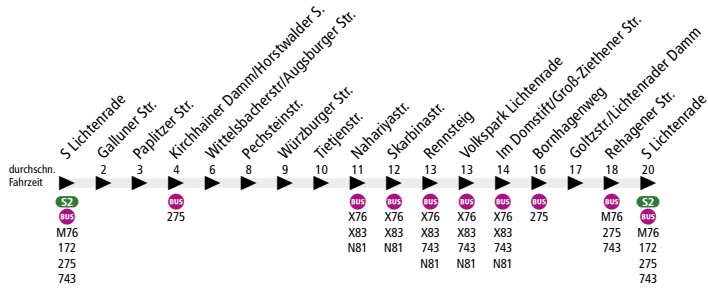 S Lichtenrade
Galluner Str.
Paplitzer Str.
Kirchhainer Damm/Horstwalder S.
Wittelsbacherstr/Augsburger Str.
Pechsteinstr.
Würzburger Str.
Tietjenstr.
Nahariyastr.
Skarbinastr.
Rennsteig
Volkspark Lichtenrade
Im Domstift/Groß-Ziethener Str.
Bornhagenweg
Goltzstr./Lichtenrader Damm
Rehagener Str.
S Lichtenrade
durchschn. 2 3 4 6 8 9 10 11 12 13 13 14 16 17 18 20
Fahrzeit
S2 BUS BUS BUS BUS BUS BUS BUS BUS S2
BUS 275 X76 X76 X76 X76 X76 275 M76 BUS
M76 X83 X83 X83 X83 X83 275 M76
172 N81 N81 743 743 743 743 172
275 N81 N81 N81 275
743 743